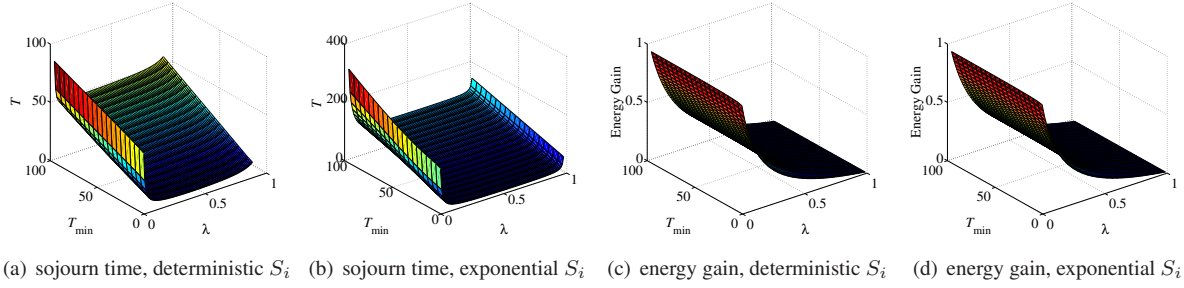 100
50
0
T
100
50
0
T_min
0
0.5
1
λ
400
200
0
T
100
50
0
T_min
0
0.5
1
λ
1
0.5
0
Energy Gain
100
50
0
T_min
0
0.5
1
λ
1
0.5
0
Energy Gain
100
50
0
T_min
0
0.5
1
λ
(a) sojourn time, deterministic S_i
(b) sojourn time, exponential S_i
(c) energy gain, deterministic S_i
(d) energy gain, exponential S_i